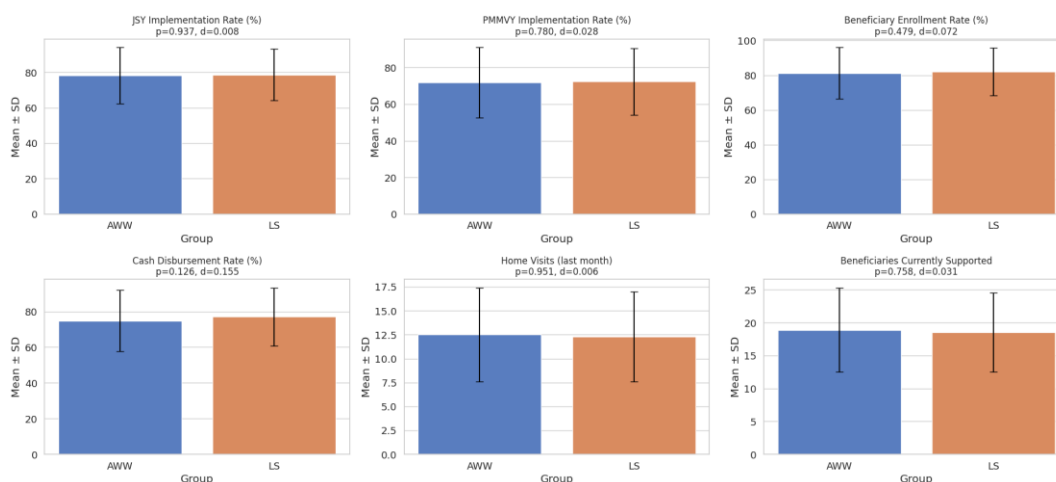 JSY Implementation Rate (%)
p=0.937, d=0.008
80
60
40
20
0
Mean ± SD
AWW
LS
Group
PMMVY Implementation Rate (%)
p=0.780, d=0.028
80
60
40
20
0
Mean ± SD
AWW
LS
Group
Beneficiary Enrollment Rate (%)
p=0.479, d=0.072
100
80
60
40
20
0
Mean ± SD
AWW
LS
Group
Cash Disbursement Rate (%)
p=0.126, d=0.155
80
60
40
20
0
Mean ± SD
AWW
LS
Group
Home Visits (last month)
p=0.951, d=0.006
17.5
15.0
12.5
10.0
7.5
5.0
2.5
0.0
Mean ± SD
AWW
LS
Group
Beneficiaries Currently Supported
p=0.758, d=0.031
25
20
15
10
5
0
Mean ± SD
AWW
LS
Group